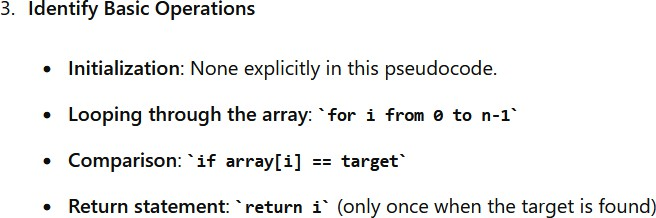 3. Identify Basic Operations
• Initialization: None explicitly in this pseudocode.
• Looping through the array: `for i from 0 to n-1`
• Comparison: `if array[i] == target`
• Return statement: `return i` (only once when the target is found)